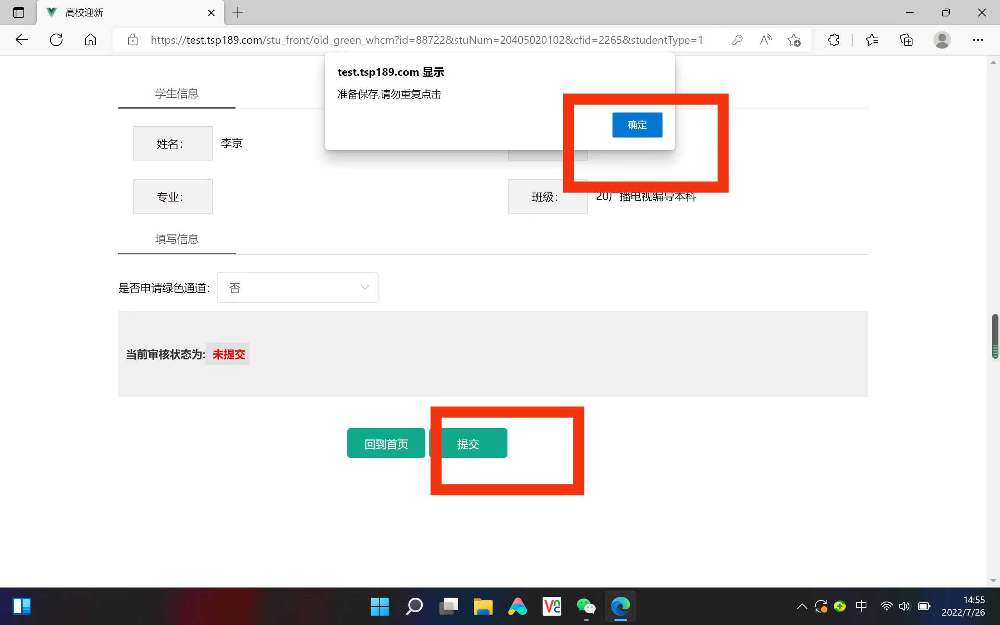 高校迎新
https://test.tsp189.com/stu_front/old_green_whcm?id=88722&stuNum=20405020102&cfid=2265&studentType=1
test.tsp189.com 显示
准备保存,请勿重复点击
确定
学生信息
姓名： 李京
专业： 班级： 20广播电视编导本科
填写信息
是否申请绿色通道： 否
当前审核状态为: 未提交
回到首页 提交
中 14:55
2022/7/26